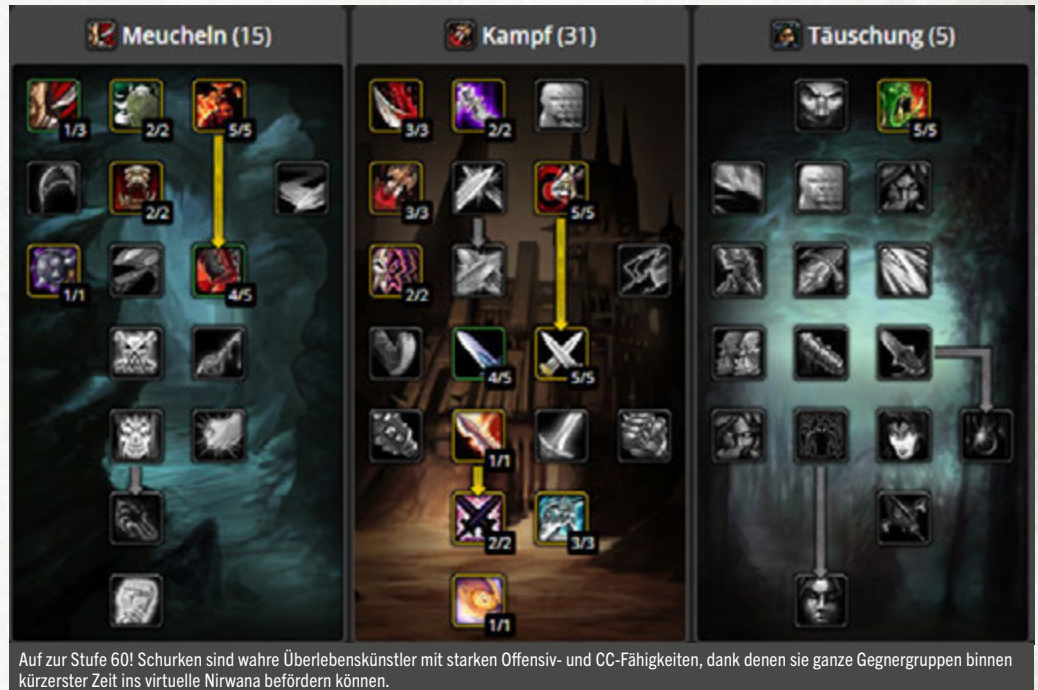 Meucheln (15) Kampf (31) Täuschung (5)
1/3 2/2 5/5 3/3 2/2 5/5
2/2 3/3 5/5
1/1 4/5 2/2
4/5 5/5
1/1
2/2 3/3
1/1
Auf zur Stufe 60! Schurken sind wahre Überlebenskünstler mit starken Offensiv- und CC-Fähigkeiten, dank denen sie ganze Gegnergruppen binnen
kürzerster Zeit ins virtuelle Nirwana befördern können.